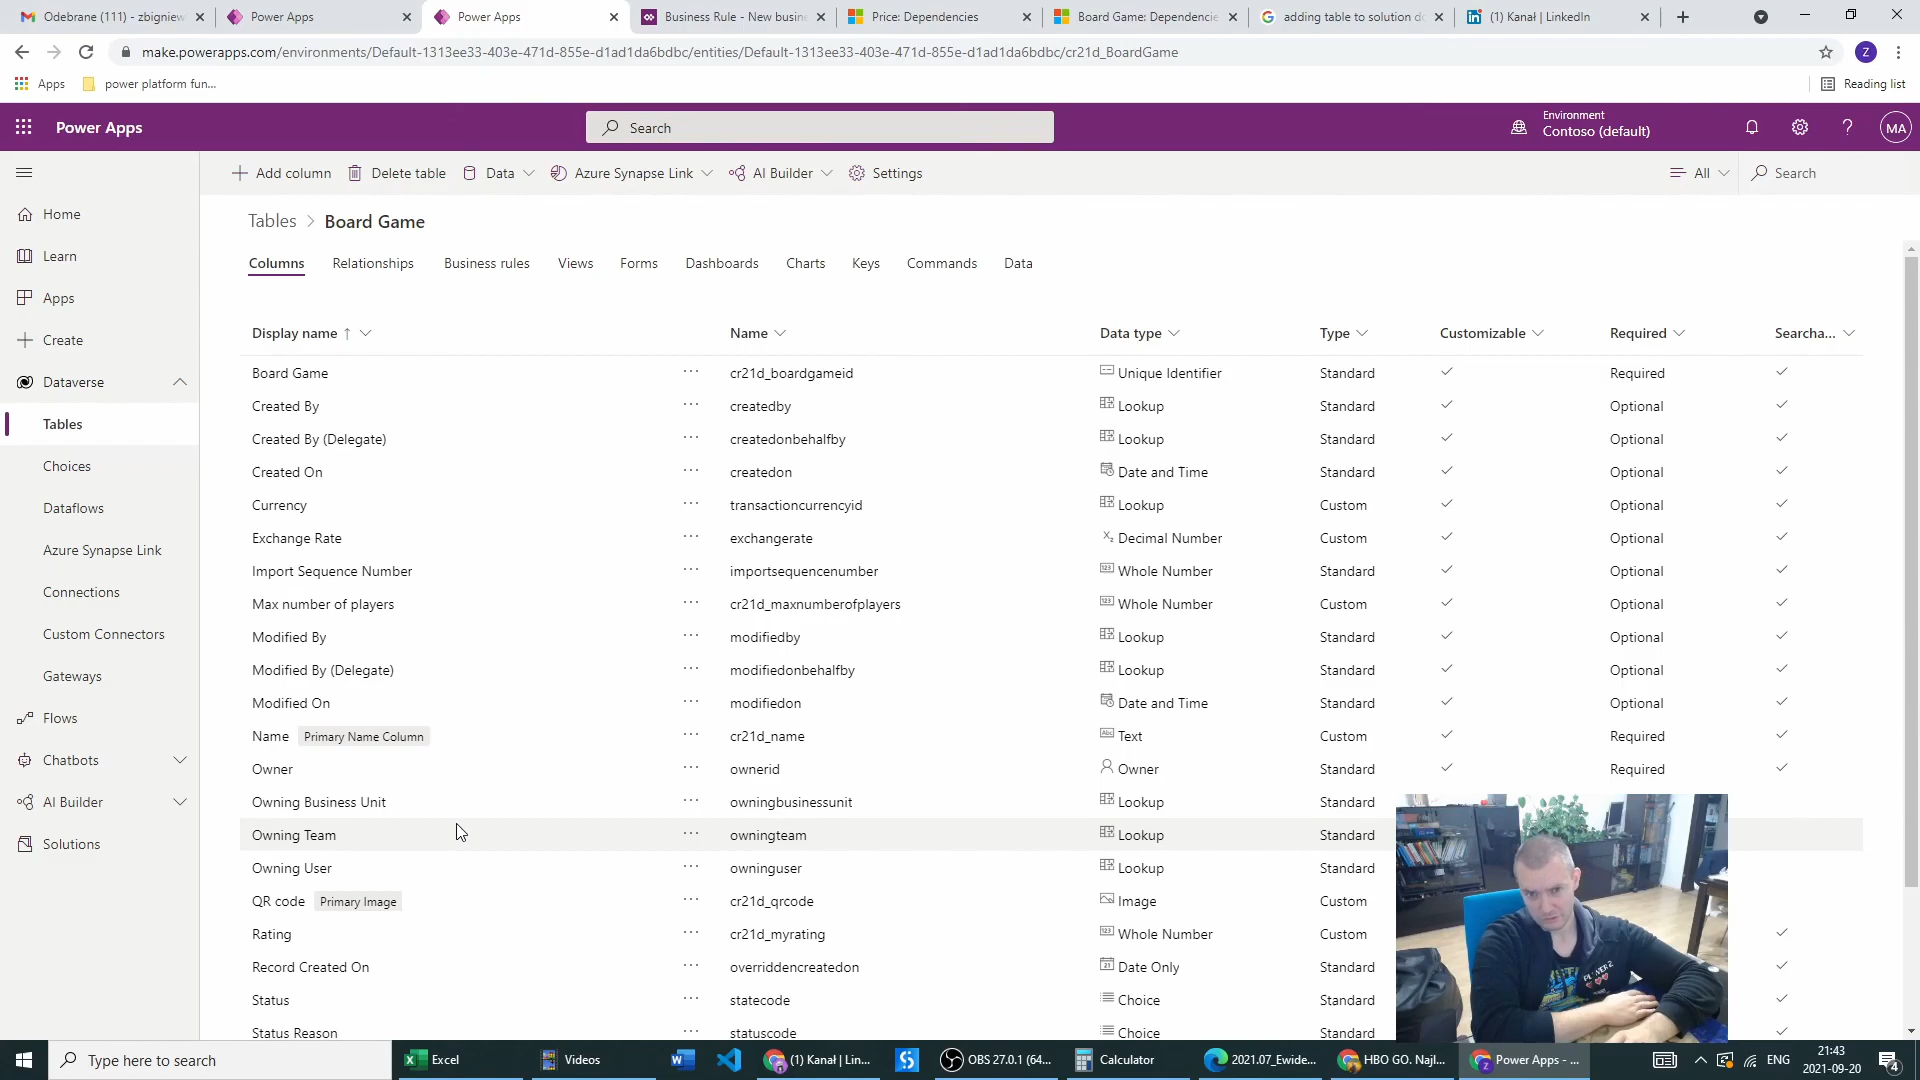 Odebrane (111) - zbigniew
Power Apps
Power Apps
Business Rule - New busin
Price: Dependencies
Board Game: Dependencie
adding table to solution do
(1) Kanał | LinkedIn
make.powerapps.com/environments/Default-1313ee33-403e-471d-855e-d1ad1da6bdbc/entities/Default-1313ee33-403e-471d-855e-d1ad1da6bdbc/cr21d_BoardGame
Z
Apps
power platform fun...
Reading list
Power Apps
Search
Environment
Contoso (default)
MA
Add column
Delete table
Data
Azure Synapse Link
AI Builder
Settings
All
Search
Home
Learn
Apps
Create
Dataverse
Tables
Choices
Dataflows
Azure Synapse Link
Connections
Custom Connectors
Gateways
Flows
Chatbots
AI Builder
Solutions
Tables > Board Game
Columns Relationships Business rules Views Forms Dashboards Charts Keys Commands Data
Display name ↑ Name Data type Type Customizable Required Searcha...
Board Game ... cr21d_boardgameid Unique Identifier Standard Required
Created By ... createdby Lookup Standard Optional
Created By (Delegate) ... createdonbehalfby Lookup Standard Optional
Created On ... createdon Date and Time Standard Optional
Currency ... transactioncurrencyid Lookup Custom Optional
Exchange Rate ... exchangerate Decimal Number Custom Optional
Import Sequence Number ... importsequencenumber Whole Number Standard Optional
Max number of players ... cr21d_maxnumberofplayers Whole Number Custom Optional
Modified By ... modifiedby Lookup Standard Optional
Modified By (Delegate) ... modifiedonbehalfby Lookup Standard Optional
Modified On ... modifiedon Date and Time Standard Optional
Name Primary Name Column ... cr21d_name Text Custom Required
Owner ... ownerid Owner Standard Required
Owning Business Unit ... owningbusinessunit Lookup Standard
Owning Team ... owningteam Lookup Standard
Owning User ... owninguser Lookup Standard
QR code Primary Image ... cr21d_qrcode Image Custom
Rating ... cr21d_myrating Whole Number Custom
Record Created On ... overriddencreatedon Date Only Standard
Status ... statecode Choice Standard
Status Reason ... statuscode Choice Standard
Type here to search
Excel
Videos
(1) Kanał | Lin...
OBS 27.0.1 (64...
Calculator
2021.07_Ewide...
HBO GO. Najl...
Power Apps - ...
ENG
21:43
2021-09-20
4